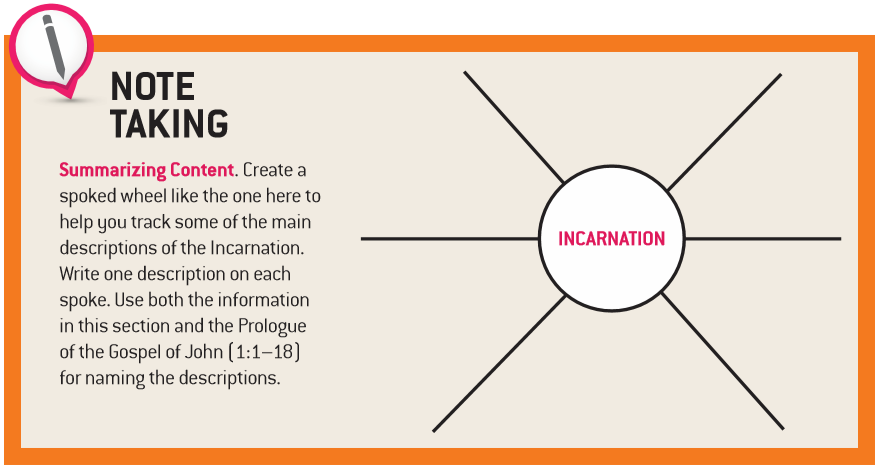 NOTE
TAKING
Summarizing Content. Create a
spoked wheel like the one here to
help you track some of the main
descriptions of the Incarnation.
Write one description on each
spoke. Use both the information
in this section and the Prologue
of the Gospel of John (1:1–18)
for naming the descriptions.
INCARNATION